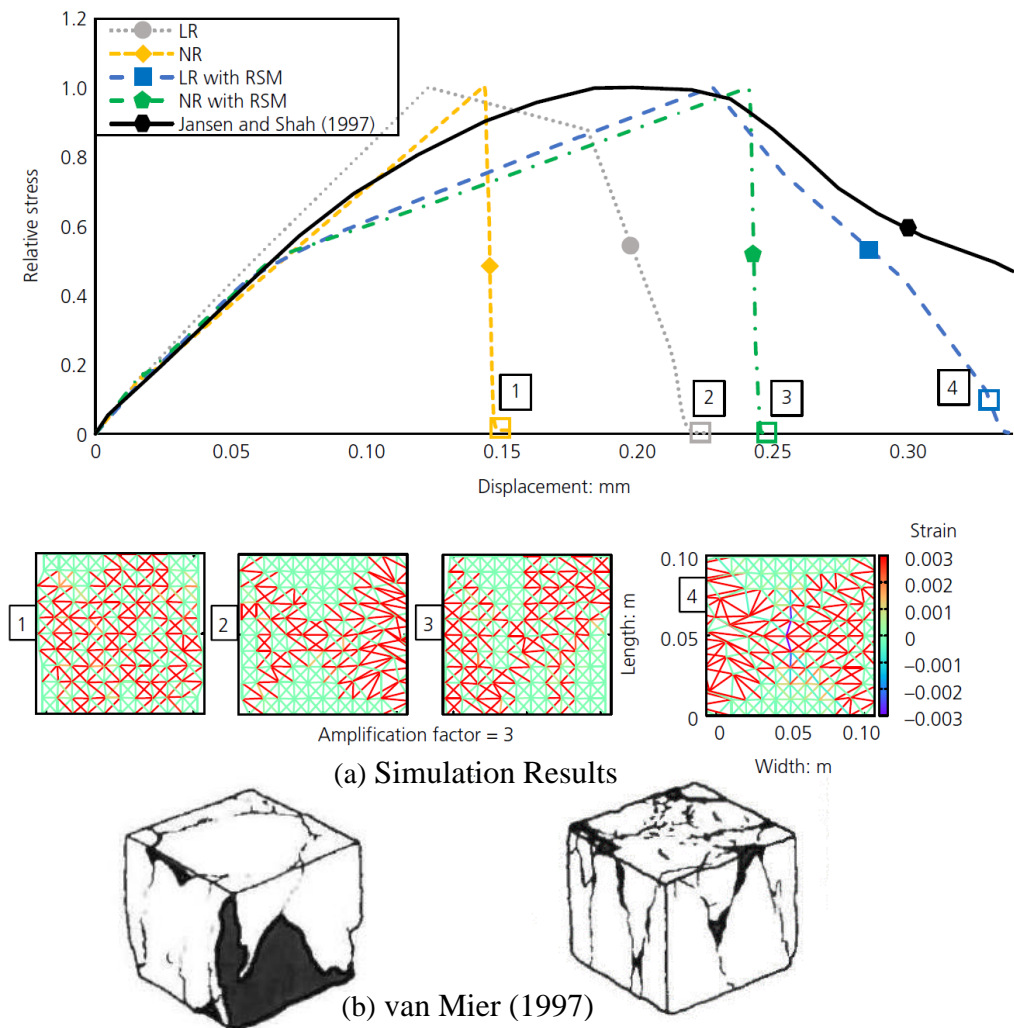 1.2
1.0
0.8
0.6
0.4
0.2
0
Relative stress
LR
NR
LR with RSM
NR with RSM
Jansen and Shah (1997)
1
2
3
4
0
0.05
0.10
0.15
0.20
0.25
0.30
Displacement: mm
1
2
3
4
Length: m
0.10
0.05
0
0
0.05
0.10
Width: m
Strain
0.003
0.002
0.001
0
−0.001
−0.002
−0.003
Amplification factor = 3
(a) Simulation Results
(b) van Mier (1997)